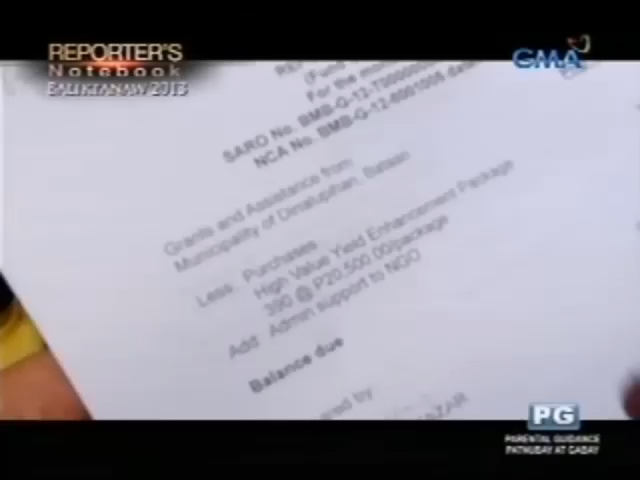 REPORTER'S
Notebook
BALIKTANAW 2013
GMA
(Fund
For the
SARO No. BMB-G-12-
NCA No. BMB-G-12-
Grants and Assistance from
Municipality of Dinalupihan, Bataan
Less Purchases
High Value Yield Enhancement Package
390 @ P20,500.00/package
Add Admin support to NGO
Balance due
PG
PARENTAL GUIDANCE
PATNUBAY AT GABAY